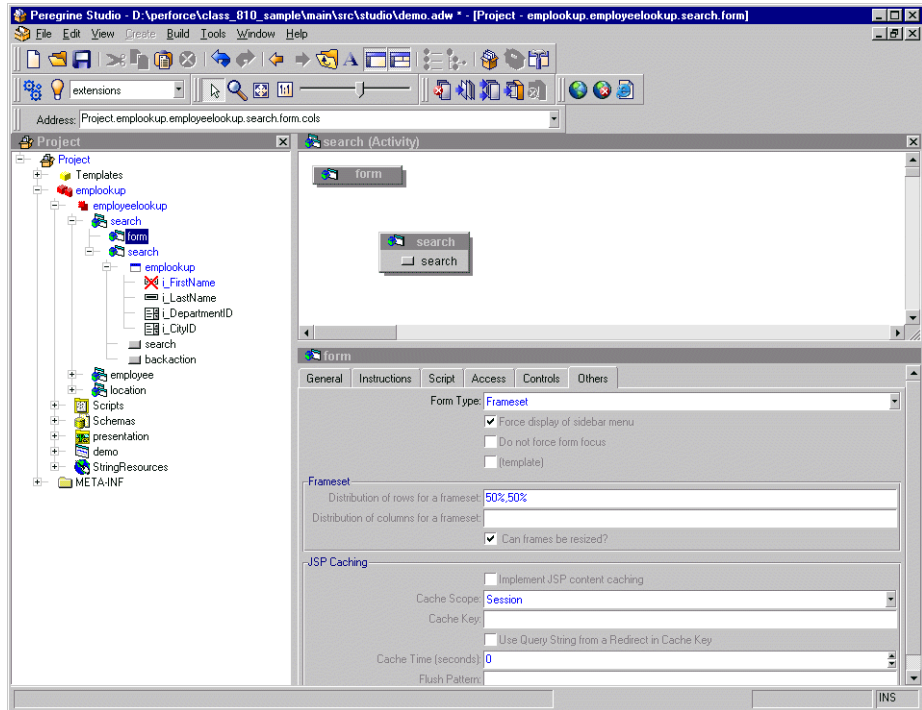 Peregrine Studio - D:\perforce\class_810_sample\main\src\studio\demo.adw * - [Project - emplookup.employeelookup.search.form]
File Edit View Create Build Tools Window Help
A
1:1
extensions
Address: Project.emplookup.employeelookup.search.form.cols
Project
Project
Templates
emplookup
employeelookup
search
form
search
emplookup
i_FirstName
i_LastName
i_DepartmentID
i_CityID
search
backaction
employee
location
Scripts
Schemas
presentation
demo
StringResources
META-INF
search (Activity)
form
search
search
form
General Instructions Script Access Controls Others
Form Type: Frameset
Force display of sidebar menu
Do not force form focus
(template)
Frameset
Distribution of rows for a frameset: 50%,50%
Distribution of columns for a frameset:
Can frames be resized?
JSP Caching
Implement JSP content caching
Cache Scope: Session
Cache Key:
Use Query String from a Redirect in Cache Key
Cache Time (seconds): 0
Flush Pattern:
INS